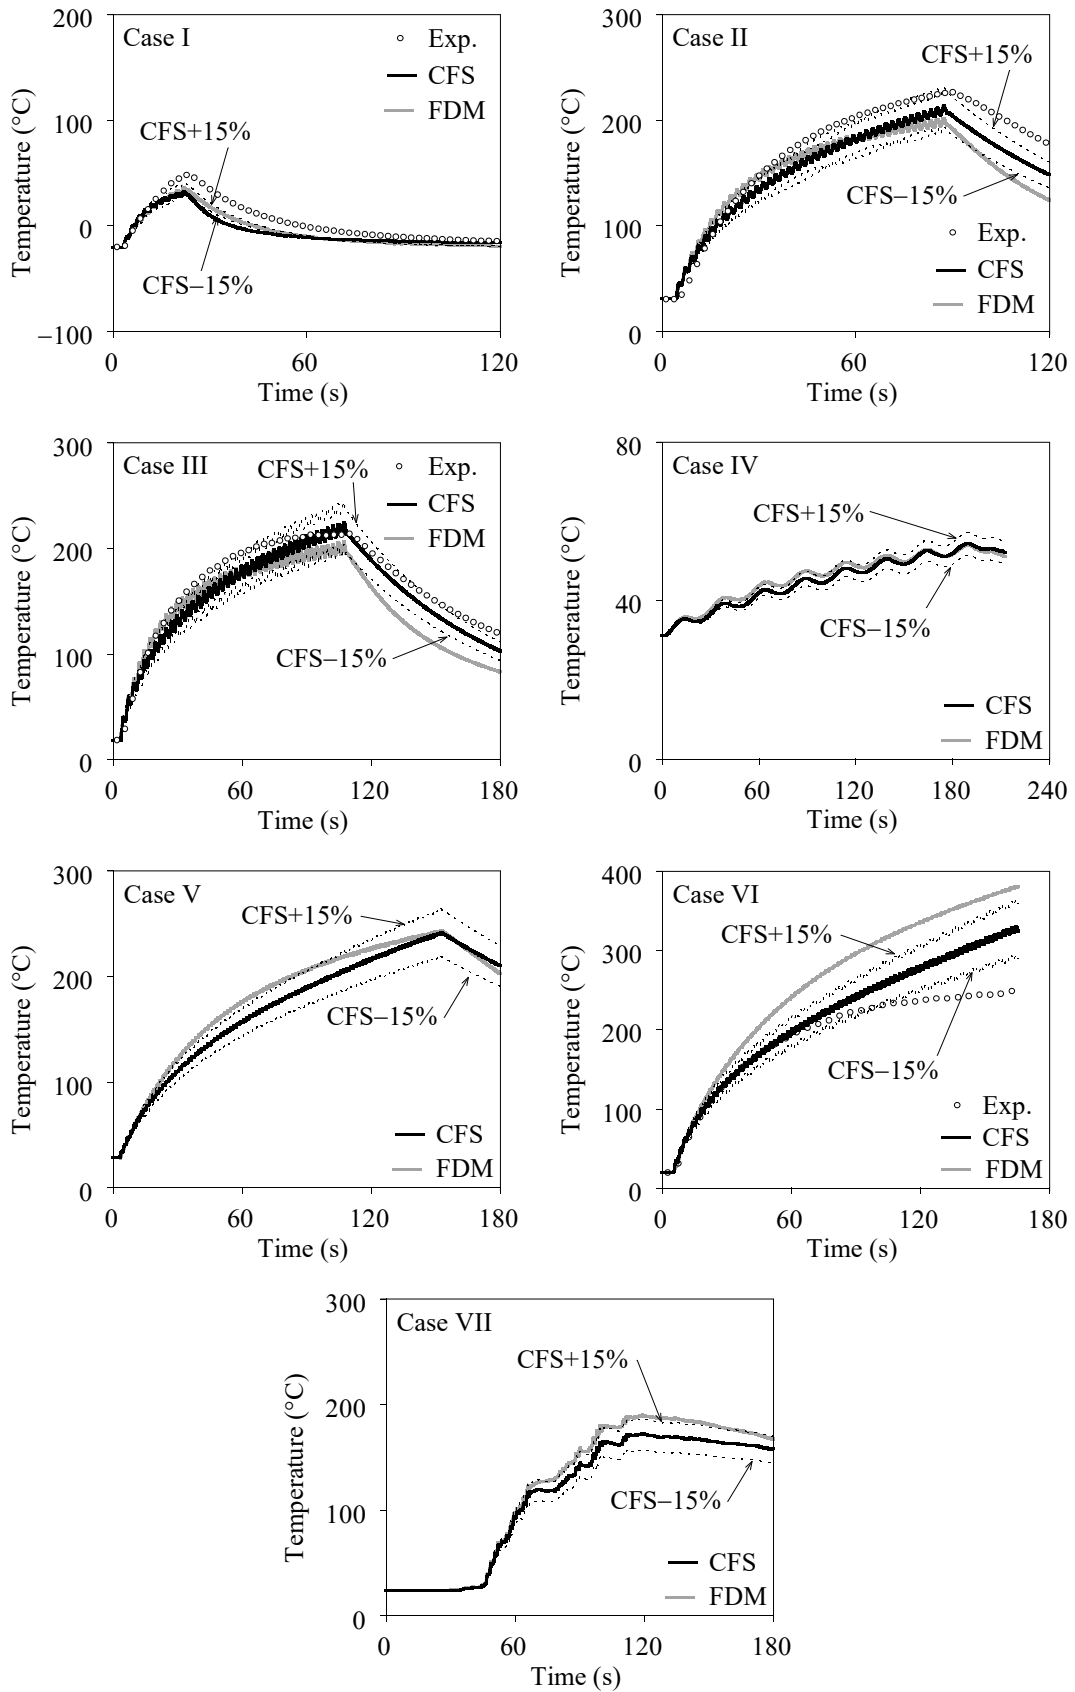 200
Case I
Exp.
CFS
FDM
CFS+15%
CFS−15%
100
0
−100
0
60
120
Temperature (°C)
Time (s)
300
Case II
CFS+15%
CFS−15%
Exp.
CFS
FDM
200
100
0
0
60
120
Temperature (°C)
Time (s)
300
Case III
CFS+15%
Exp.
CFS
FDM
CFS−15%
200
100
0
0
60
120
180
Temperature (°C)
Time (s)
80
Case IV
CFS+15%
CFS−15%
CFS
FDM
40
0
0
60
120
180
240
Temperature (°C)
Time (s)
300
Case V
CFS+15%
CFS−15%
CFS
FDM
200
100
0
0
60
120
180
Temperature (°C)
Time (s)
400
Case VI
CFS+15%
CFS−15%
Exp.
CFS
FDM
300
200
100
0
0
60
120
180
Temperature (°C)
Time (s)
300
Case VII
CFS+15%
CFS−15%
CFS
FDM
200
100
0
0
60
120
180
Temperature (°C)
Time (s)